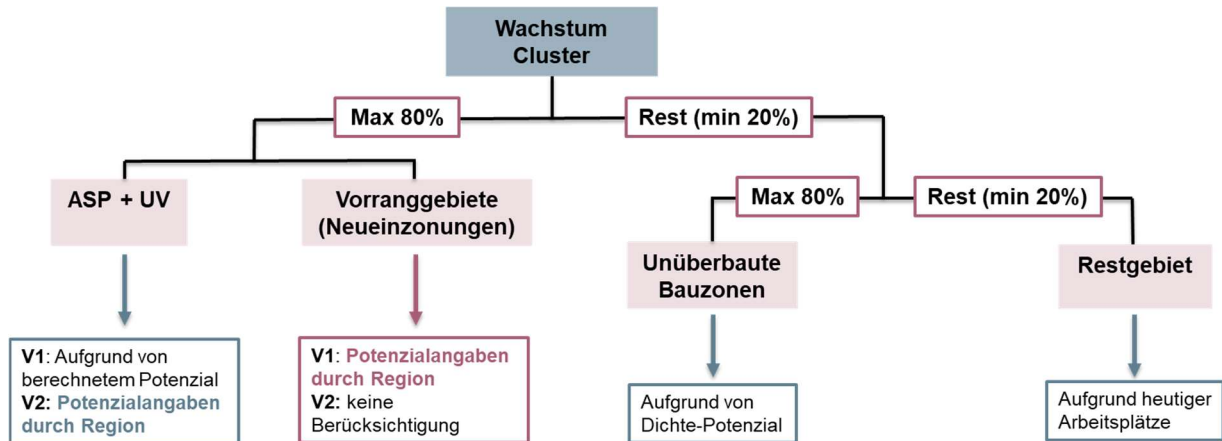 Wachstum
Cluster
Max 80%
Rest (min 20%)
ASP + UV
Vorranggebiete
(Neueinzonungen)
Max 80%
Rest (min 20%)
Unüberbaute
Bauzonen
Restgebiet
V1: Aufgrund von
berechnetem Potenzial
V2: Potenzialangaben
durch Region
V1: Potenzialangaben
durch Region
V2: keine
Berücksichtigung
Aufgrund von
Dichte-Potenzial
Aufgrund heutiger
Arbeitsplätze